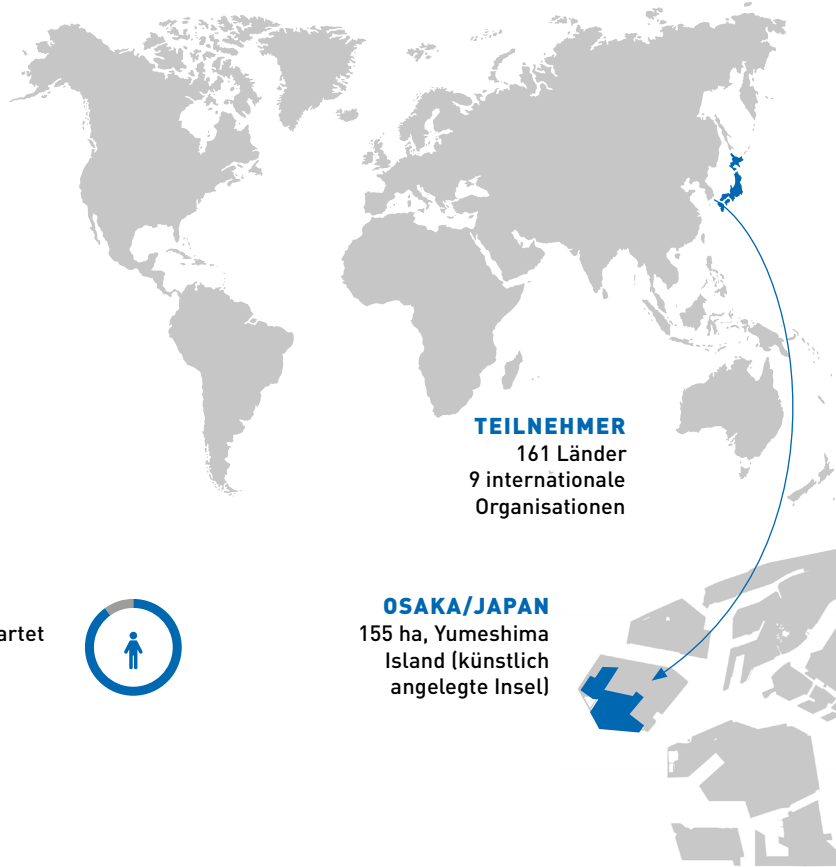 TEILNEHMER
161 Länder
9 internationale
Organisationen
artet
OSAKA/JAPAN
155 ha, Yumeshima
Island (künstlich
angelegte Insel)